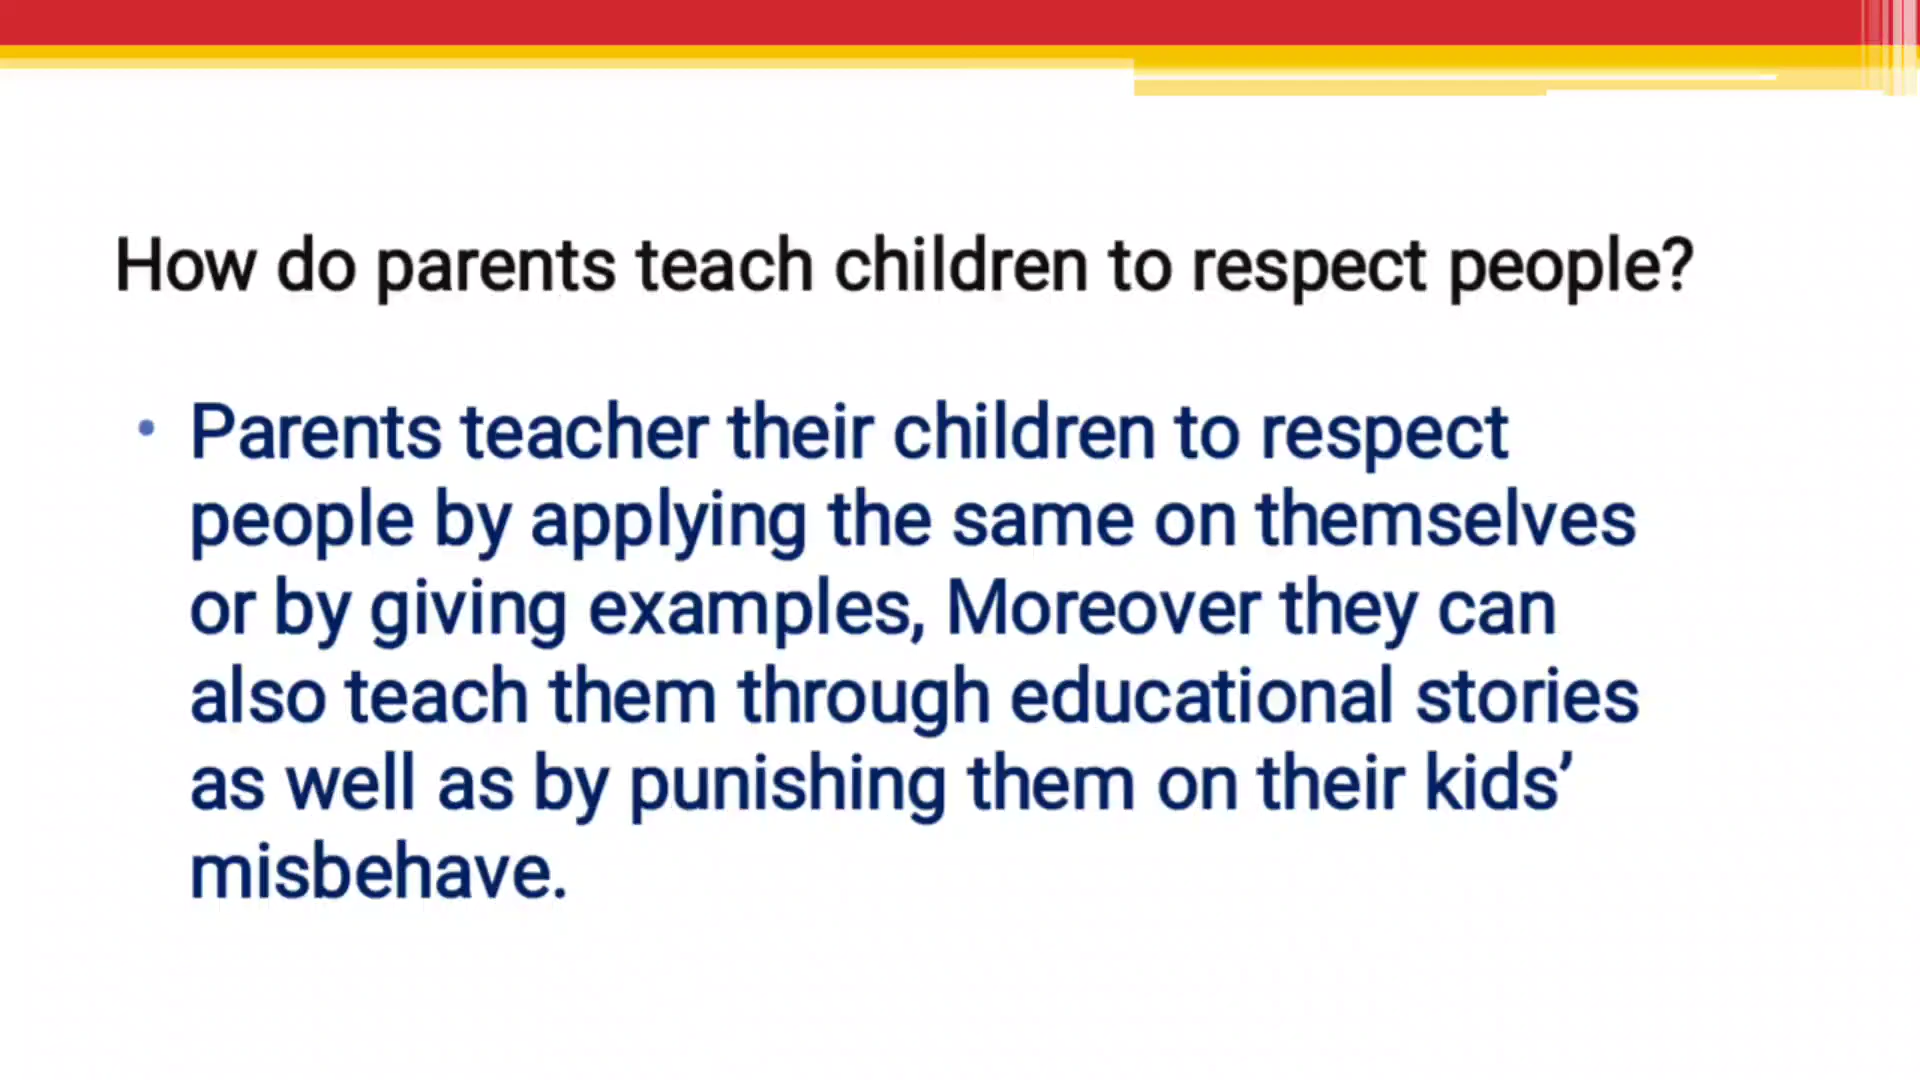 How do parents teach children to respect people?
• Parents teacher their children to respect
people by applying the same on themselves
or by giving examples, Moreover they can
also teach them through educational stories
as well as by punishing them on their kids’
misbehave.